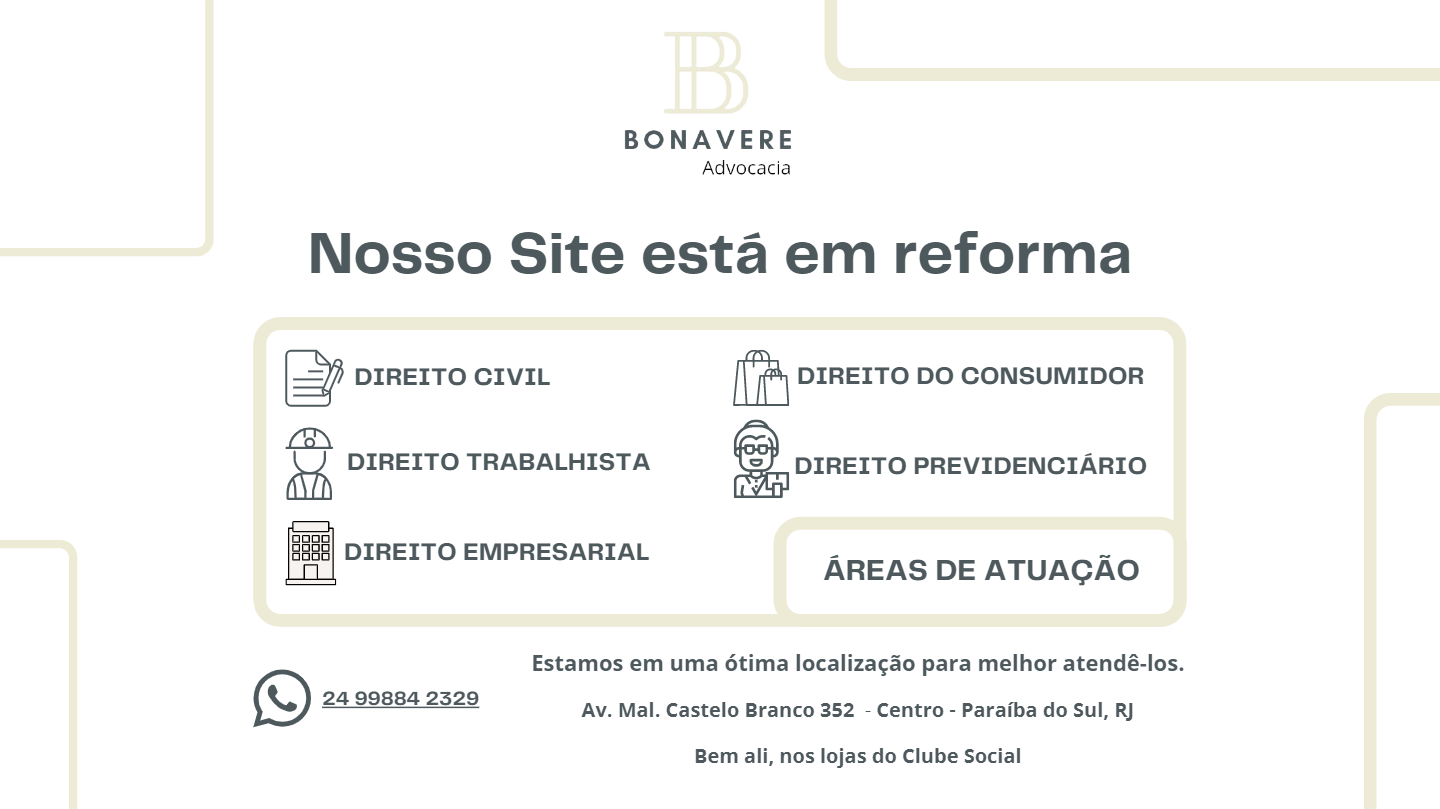 B
BONAVERE
Advocacia
Nosso Site está em reforma
DIREITO CIVIL
DIREITO DO CONSUMIDOR
DIREITO TRABALHISTA
DIREITO PREVIDENCIÁRIO
DIREITO EMPRESARIAL
ÁREAS DE ATUAÇÃO
24 99884 2329
Estamos em uma ótima localização para melhor atendê-los.
Av. Mal. Castelo Branco 352 - Centro - Paraíba do Sul, RJ
Bem ali, nos lojas do Clube Social